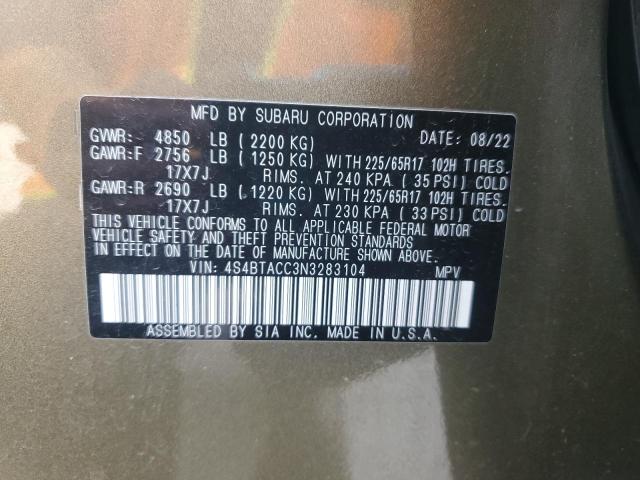 MFD BY SUBARU CORPORATION
GVWR: 4850 LB (2200 KG) DATE: 08/22
GAWR:F 2756 LB (1250 KG) WITH 225/65R17 102H TIRES.
17X7J RIMS. AT 240 KPA (35 PSI) COLD
GAWR:R 2690 LB (1220 KG) WITH 225/65R17 102H TIRES.
17X7J RIMS. AT 230 KPA (33 PSI) COLD
THIS VEHICLE CONFORMS TO ALL APPLICABLE FEDERAL MOTOR
VEHICLE SAFETY AND THEFT PREVENTION STANDARDS
IN EFFECT ON THE DATE OF MANUFACTURE SHOWN ABOVE.
VIN: 4S4BTACC3N3283104 MPV
ASSEMBLED BY SIA INC. MADE IN U.S.A.